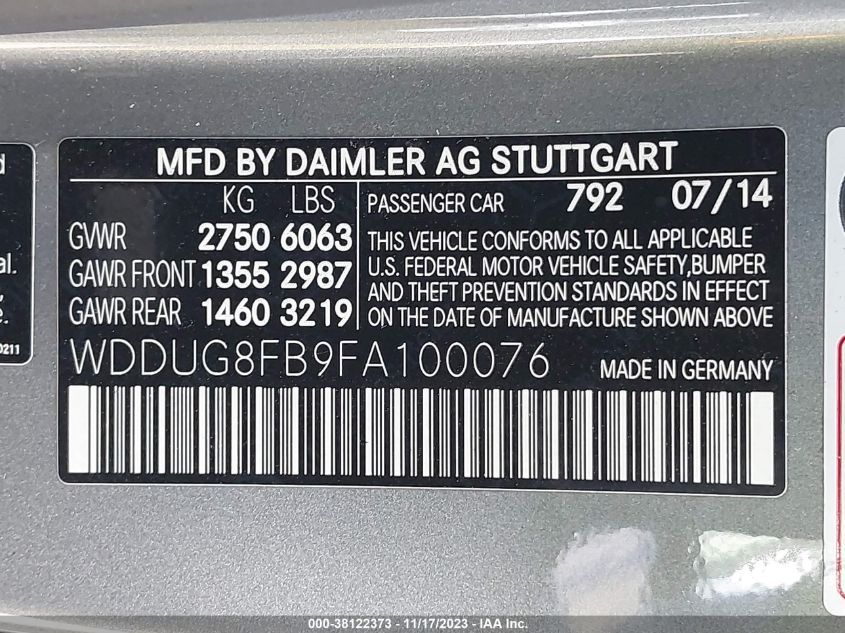 MFD BY DAIMLER AG STUTTGART
KG LBS
GVWR 2750 6063
GAWR FRONT 1355 2987
GAWR REAR 1460 3219
PASSENGER CAR 792 07/14
THIS VEHICLE CONFORMS TO ALL APPLICABLE
U.S. FEDERAL MOTOR VEHICLE SAFETY,BUMPER
AND THEFT PREVENTION STANDARDS IN EFFECT
ON THE DATE OF MANUFACTURE SHOWN ABOVE
WDDUG8FB9FA100076 MADE IN GERMANY
000-38122373 - 11/17/2023 - IAA Inc.